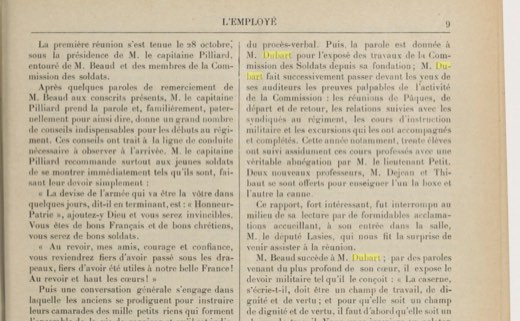 L'EMPLOYÉ
9
La première réunion s'est tenue le 28 octobre,
sous la présidence de M. le capitaine Pilliard,
entouré de M. Beaud et des membres de la Com-
mission des soldats.
Après quelques paroles de remerciement de
M. Beaud aux conscrits présents, M. le capitaine
Pilliard prend la parole et, familièrement, pater-
nellement pour ainsi dire, donne un grand nombre
de conseils indispensables pour les débuts au régi-
ment. Ces conseils ont trait à la ligne de conduite
nécessaire à observer à l'arrivée. M. le capitaine
Pilliard recommande surtout aux jeunes soldats
de se montrer immédiatement tels qu'ils sont, fai-
sant leur devoir simplement :
« La devise de l'armée qui va être la vôtre dans
quelques jours, dit-il en terminant, est : « Honneur-
Patrie », ajoutez-y Dieu et vous serez invincibles.
Vous êtes de bons Français et de bons chrétiens,
vous serez de bons soldats.
« Au revoir, mes amis, courage et confiance,
vous reviendrez fiers d'avoir passé sous les dra-
peaux, fiers d'avoir été utiles à notre belle France !
Au revoir et haut les cœurs ! »
Puis une conversation générale s'engage dans
laquelle les anciens se prodiguent pour instruire
leurs camarades des mille petits riens qui forment
du procès-verbal. Puis, la parole est donnée à
M. Dubart pour l'exposé des travaux de la Com-
mission des Soldats depuis sa fondation ; M. Du-
bart fait successivement passer devant les yeux de
ses auditeurs les preuves palpables de l'activité
de la Commission : les réunions de Pâques, de
départ et de retour, les relations suivies avec les
syndiqués au régiment, les cours d'instruction
militaire et les excursions qui les ont accompagnés
et complétés. Cette année notamment, trente élèves
ont suivi assidûment ces cours professés avec une
véritable abnégation par M. le lieutenant Petit.
Deux nouveaux professeurs, M. Dejean et Thi-
baut se sont offerts pour enseigner l'un la boxe et
l'autre la canne.
Ce rapport, fort intéressant, fut interrompu au
milieu de sa lecture par de formidables acclama-
tions accueillant, à son entrée dans la salle,
M. le député Lasies, qui nous fit la surprise de
venir assister à la réunion.
M. Beaud succède à M. Dubart ; par des paroles
venant du plus profond de son cœur, il expose le
devoir militaire tel qu'il le conçoit : « La caserne,
s'écrie-t-il, doit être un champ de travail, de di-
gnité et de vertu ; et pour qu'elle soit un champ
de dignité et de vertu, il faut d'abord qu'elle soit un